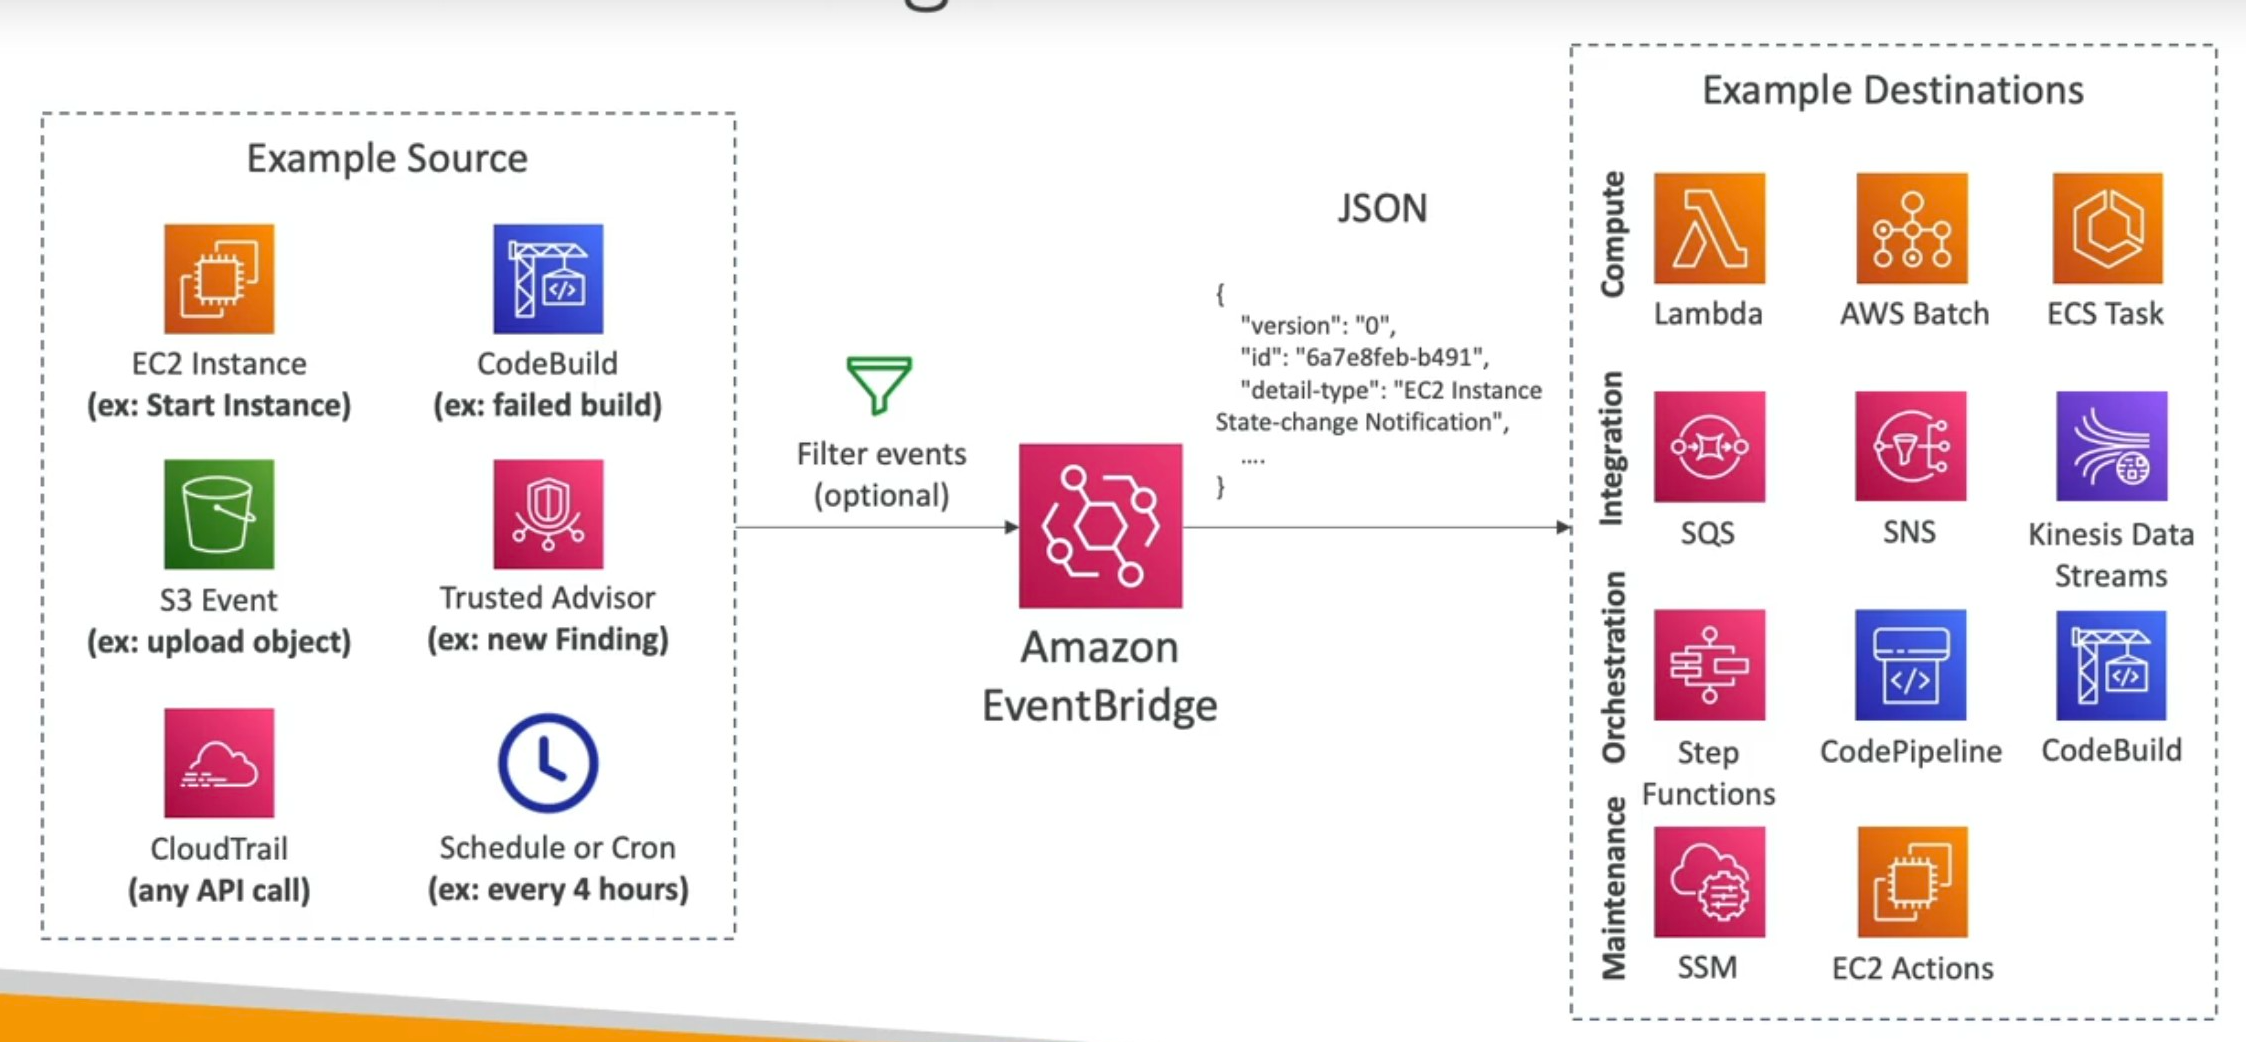 Example Source
EC2 Instance
(ex: Start Instance)
CodeBuild
(ex: failed build)
S3 Event
(ex: upload object)
Trusted Advisor
(ex: new Finding)
CloudTrail
(any API call)
Schedule or Cron
(ex: every 4 hours)
Filter events
(optional)
Amazon
EventBridge
JSON
{
"version": "0",
"id": "6a7e8feb-b491",
"detail-type": "EC2 Instance
State-change Notification",
....
}
Example Destinations
Compute
Lambda
AWS Batch
ECS Task
Integration
SQS
SNS
Kinesis Data
Streams
Orchestration
Step
Functions
CodePipeline
CodeBuild
Maintenance
SSM
EC2 Actions